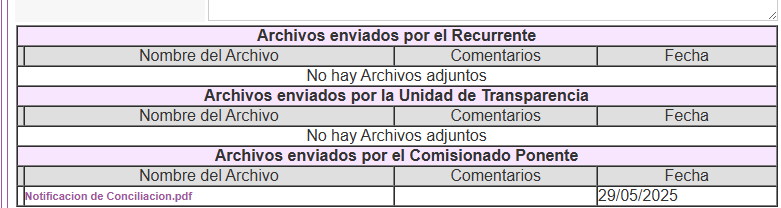 Archivos enviados por el Recurrente
Nombre del Archivo Comentarios Fecha
No hay Archivos adjuntos
Archivos enviados por la Unidad de Transparencia
Nombre del Archivo Comentarios Fecha
No hay Archivos adjuntos
Archivos enviados por el Comisionado Ponente
Nombre del Archivo Comentarios Fecha
Notificacion de Conciliacion.pdf 29/05/2025